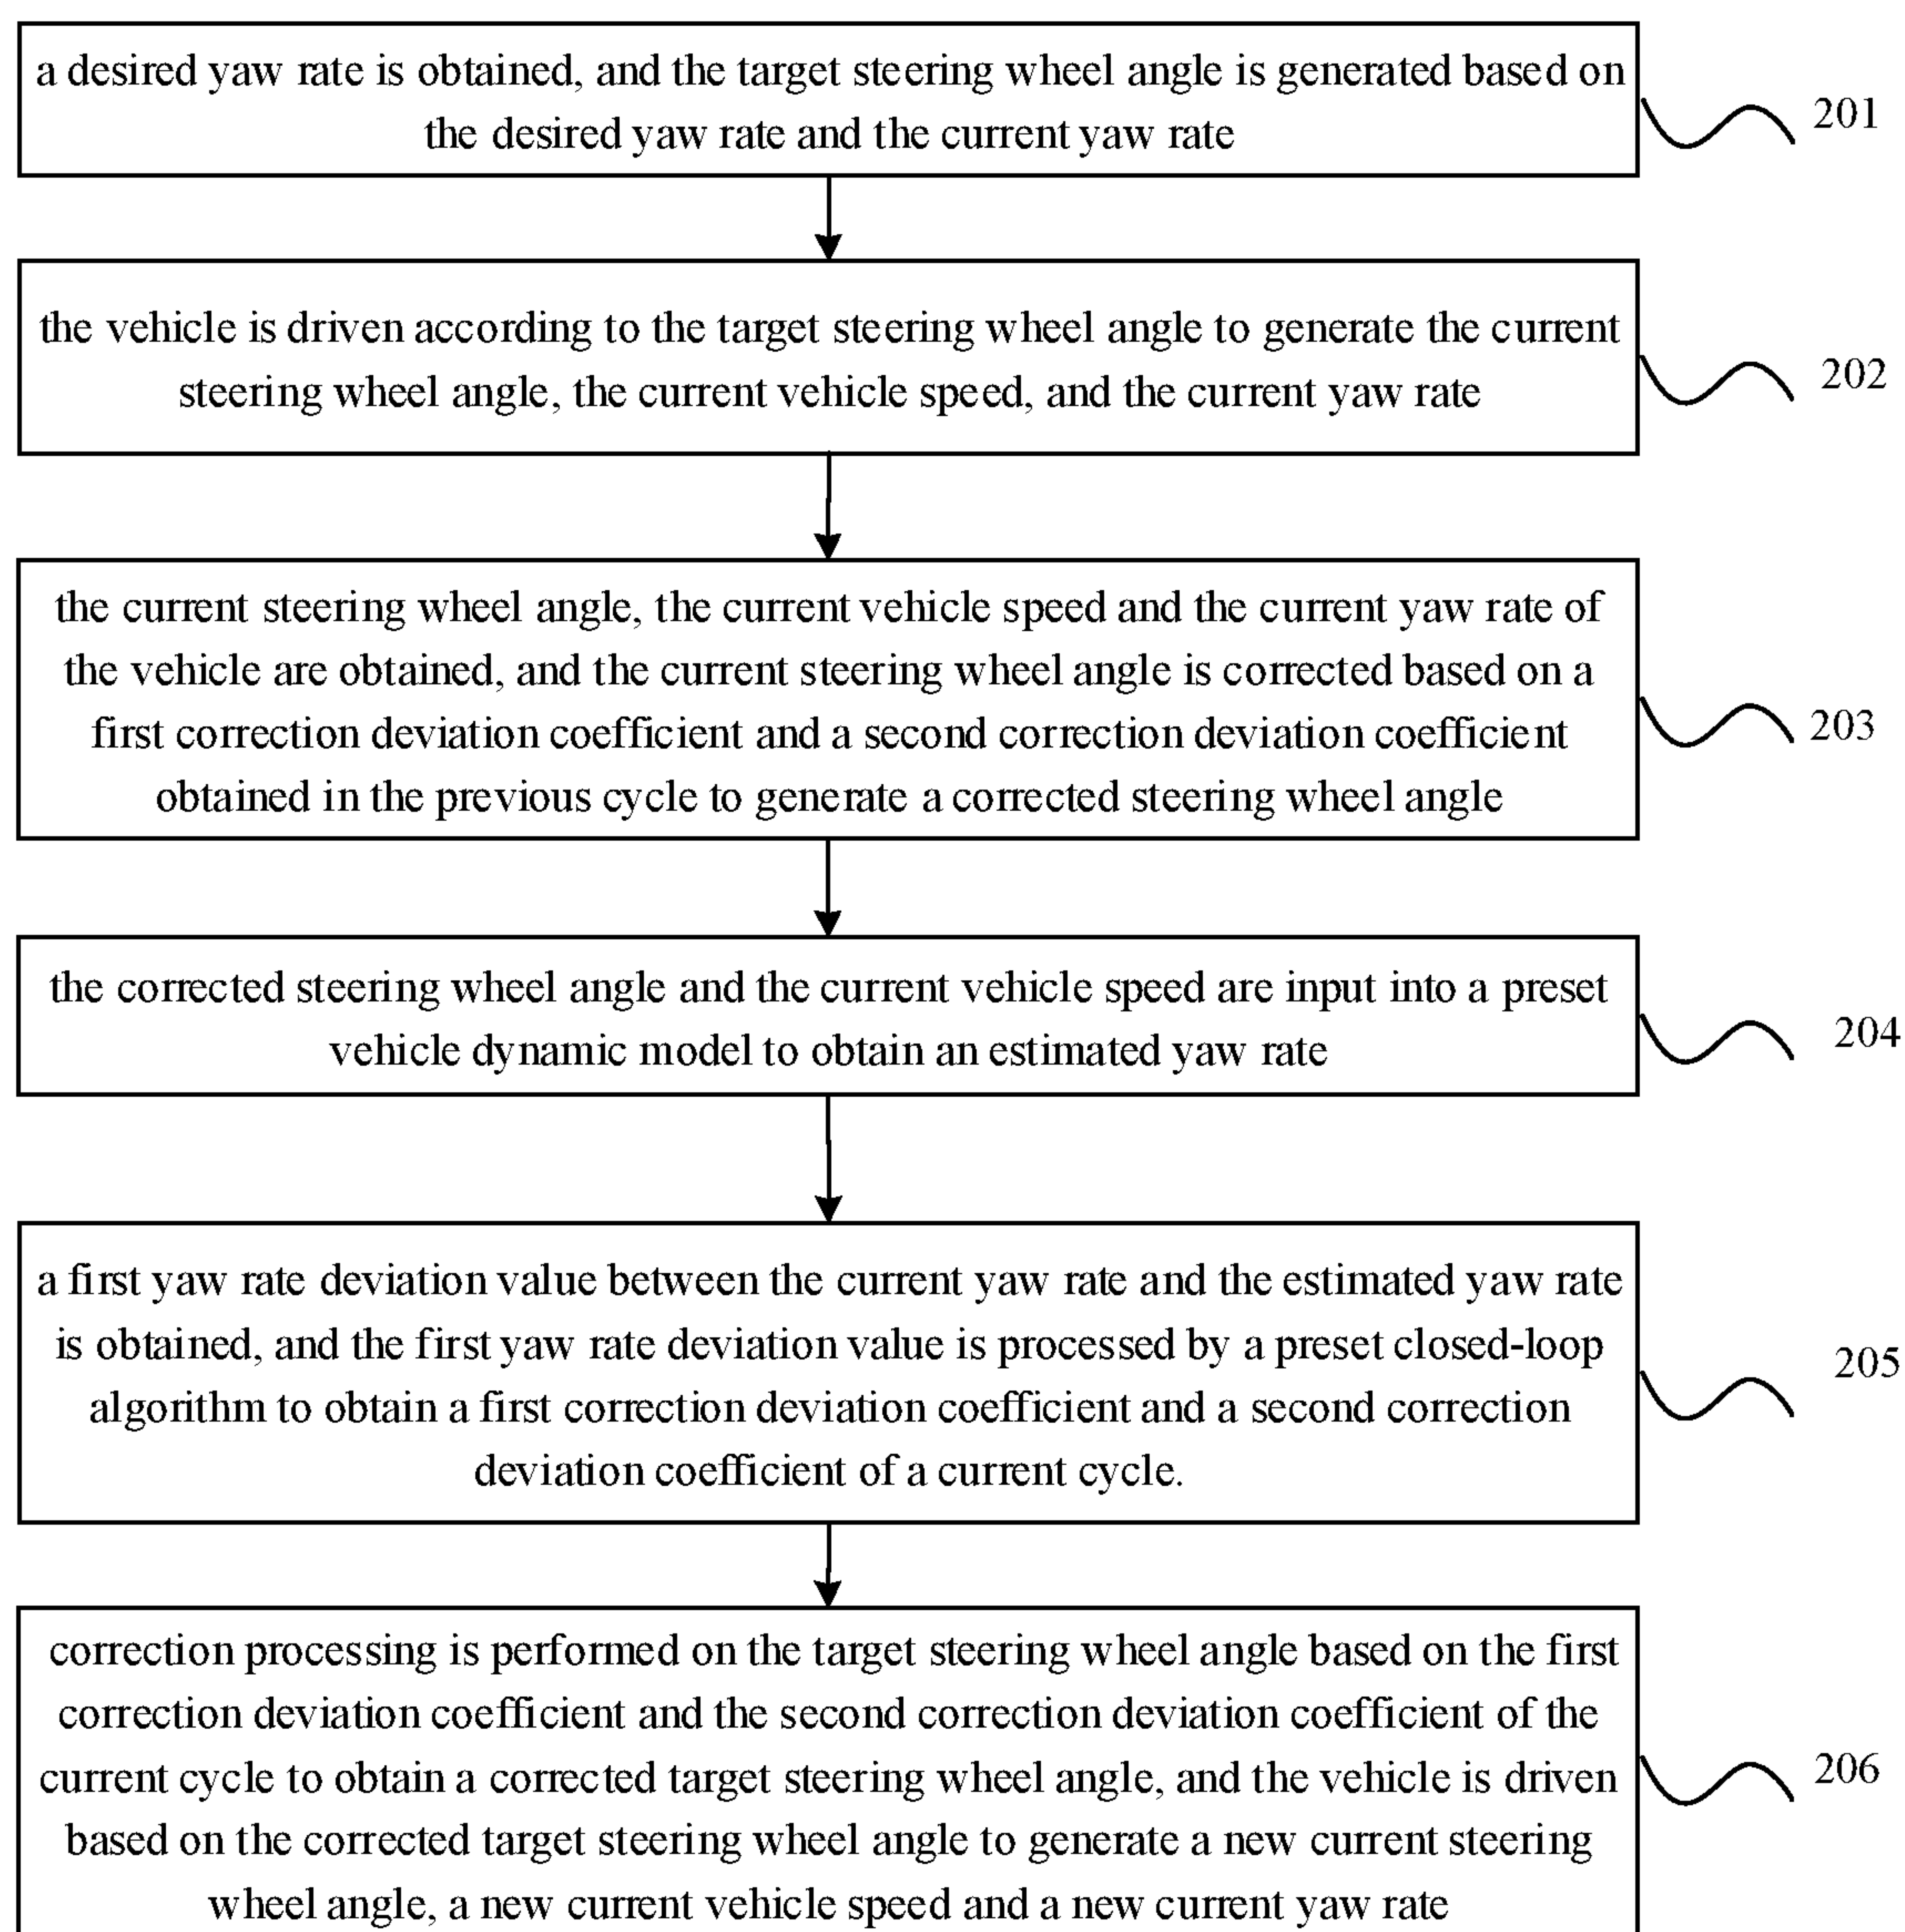 a desired yaw rate is obtained, and the target steering wheel angle is generated based on
the desired yaw rate and the current yaw rate
201
the vehicle is driven according to the target steering wheel angle to generate the current
steering wheel angle, the current vehicle speed, and the current yaw rate
202
the current steering wheel angle, the current vehicle speed and the current yaw rate of
the vehicle are obtained, and the current steering wheel angle is corrected based on a
first correction deviation coefficient and a second correction deviation coefficient
obtained in the previous cycle to generate a corrected steering wheel angle
203
the corrected steering wheel angle and the current vehicle speed are input into a preset
vehicle dynamic model to obtain an estimated yaw rate
204
a first yaw rate deviation value between the current yaw rate and the estimated yaw rate
is obtained, and the first yaw rate deviation value is processed by a preset closed-loop
algorithm to obtain a first correction deviation coefficient and a second correction
deviation coefficient of a current cycle.
205
correction processing is performed on the target steering wheel angle based on the first
correction deviation coefficient and the second correction deviation coefficient of the
current cycle to obtain a corrected target steering wheel angle, and the vehicle is driven
based on the corrected target steering wheel angle to generate a new current steering
wheel angle, a new current vehicle speed and a new current yaw rate
206